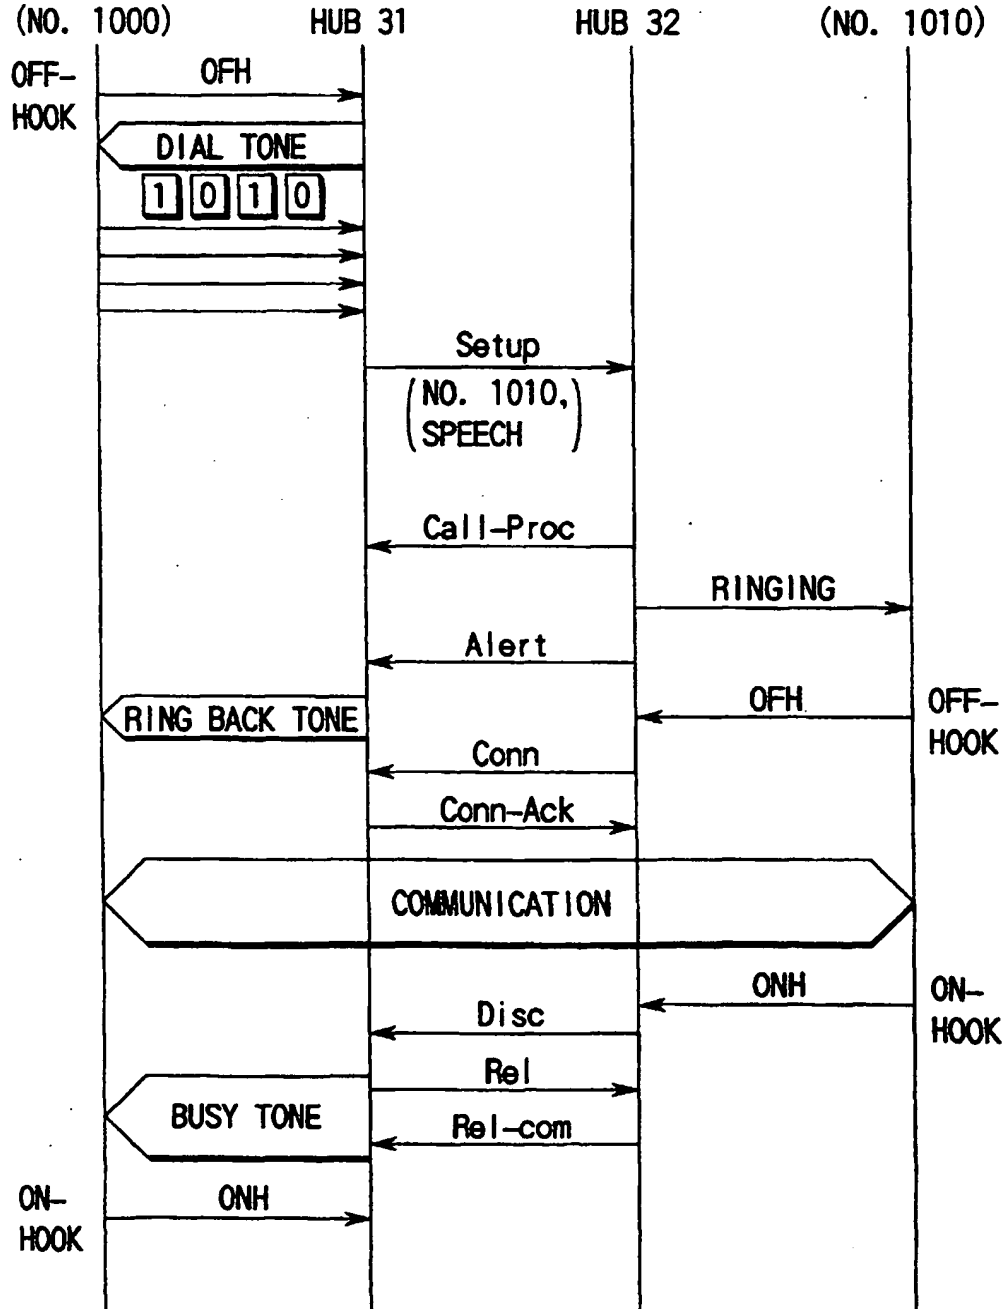 (NO. 1000) HUB 31 HUB 32 (NO. 1010)
OFF-
HOOK
OFH
DIAL TONE
1 0 1 0
Setup
(NO. 1010,
SPEECH)
Call-Proc
RINGING
Alert
RING BACK TONE
OFH
OFF-
HOOK
Conn
Conn-Ack
COMMUNICATION
ONH
ON-
HOOK
Disc
Rel
BUSY TONE
Rel-com
ON-
HOOK
ONH